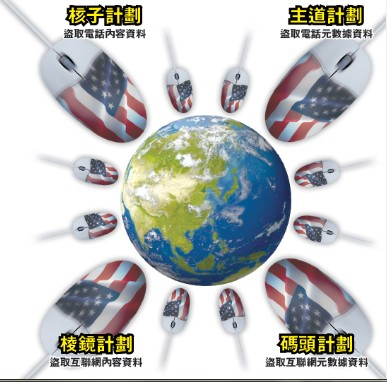 核子計劃
盜取電話內容資料
主道計劃
盜取電話元數據資料
棱鏡計劃
盜取互聯網內容資料
碼頭計劃
盜取互聯網元數據資料